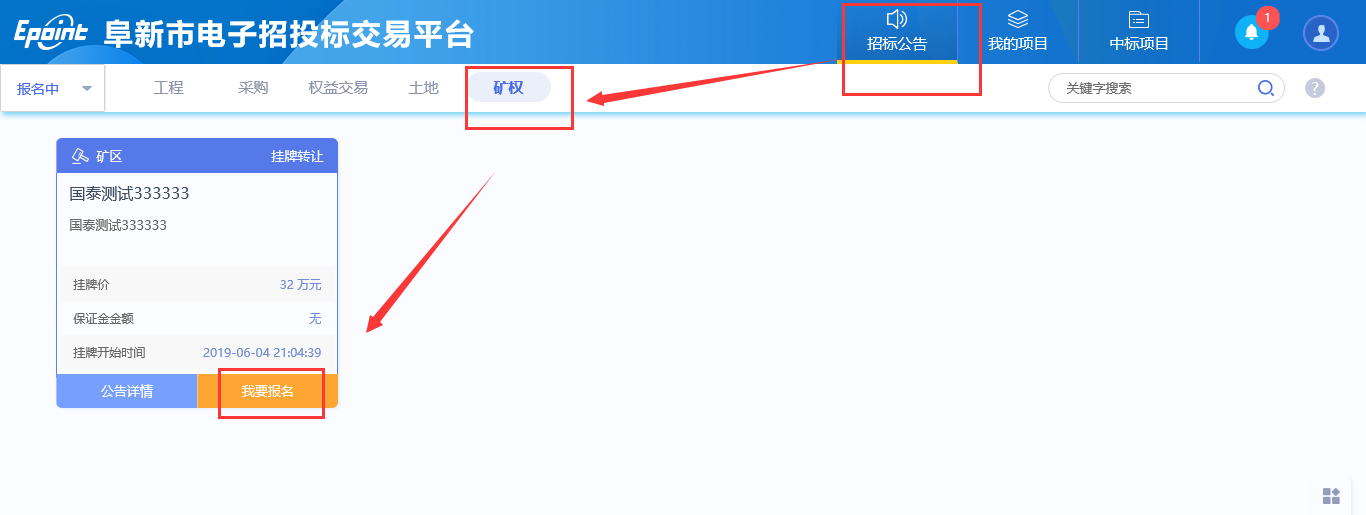 Epoint 阜新市电子招投标交易平台
招标公告
我的项目
中标项目
1
报名中
工程
采购
权益交易
土地
矿权
关键字搜索
?
矿区 挂牌转让
国泰测试333333
国泰测试333333
挂牌价 32 万元
保证金金额 无
挂牌开始时间 2019-06-04 21:04:39
公告详情 我要报名